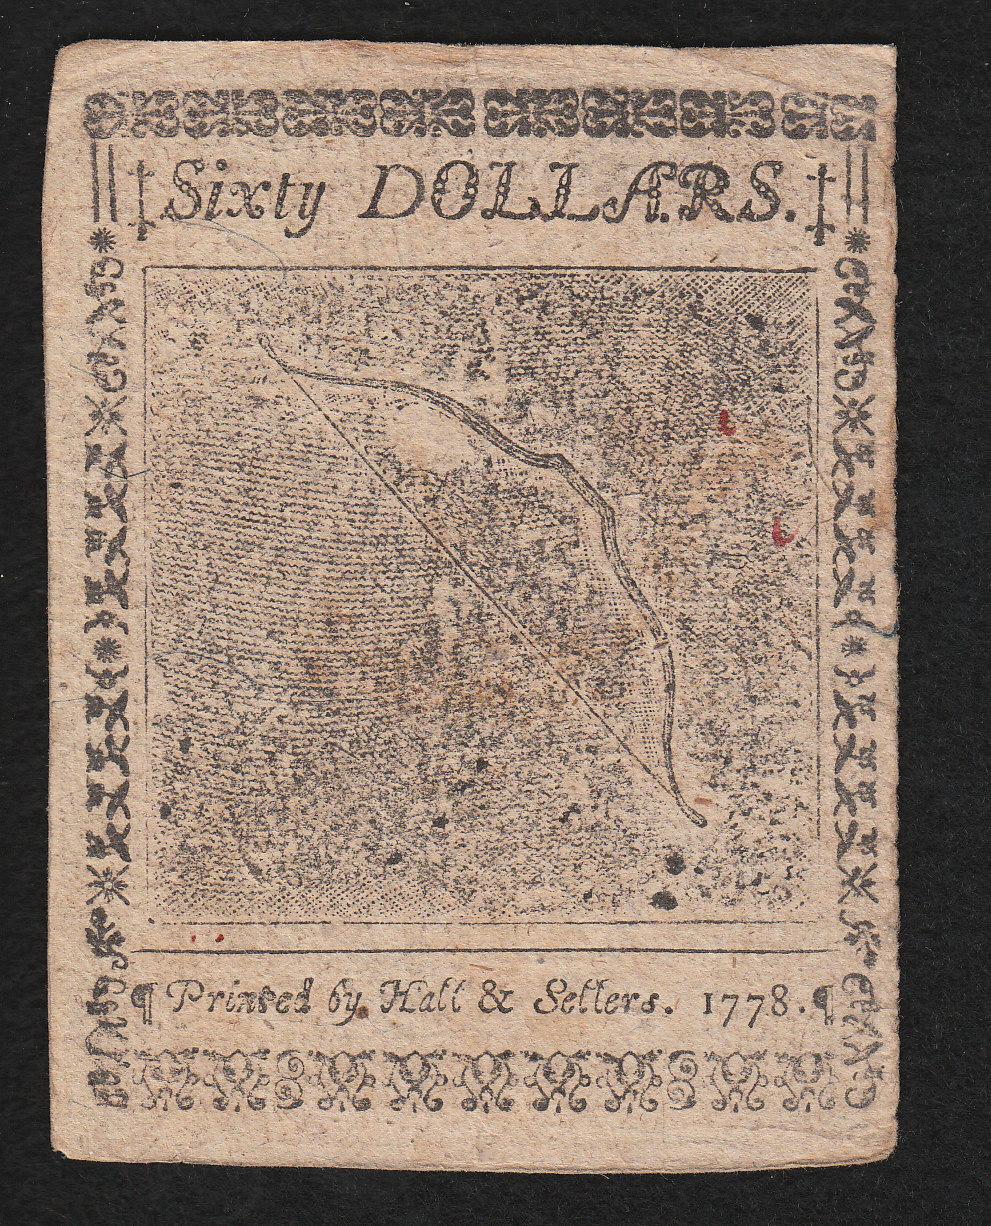 ‡ Sixty DOLLARS. ‡
¶ Printed by Hall & Sellers. 1778. ¶